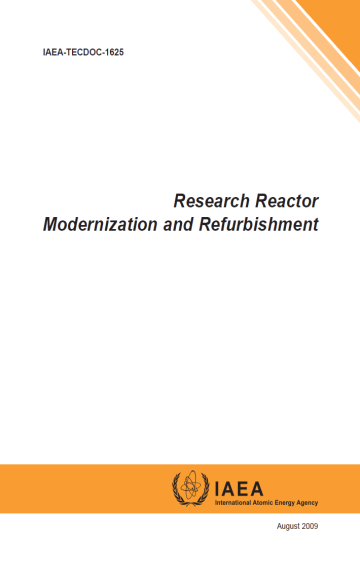 IAEA-TECDOC-1625
Research Reactor
Modernization and Refurbishment
IAEA
International Atomic Energy Agency
August 2009